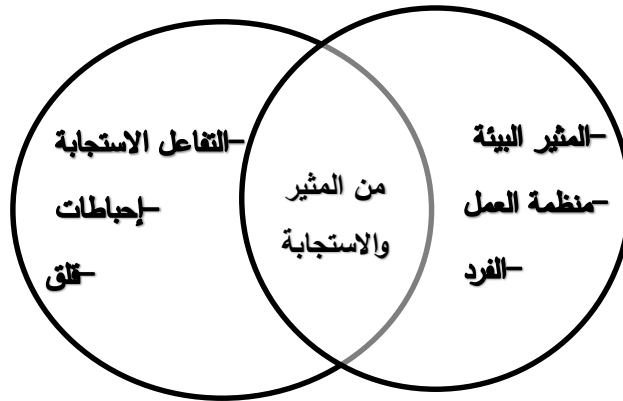 –المثير البيئة
–منظمة العمل
–الفرد
من المثير
والاستجابة
–التفاعل الاستجابة
–إحباطات
–قلق